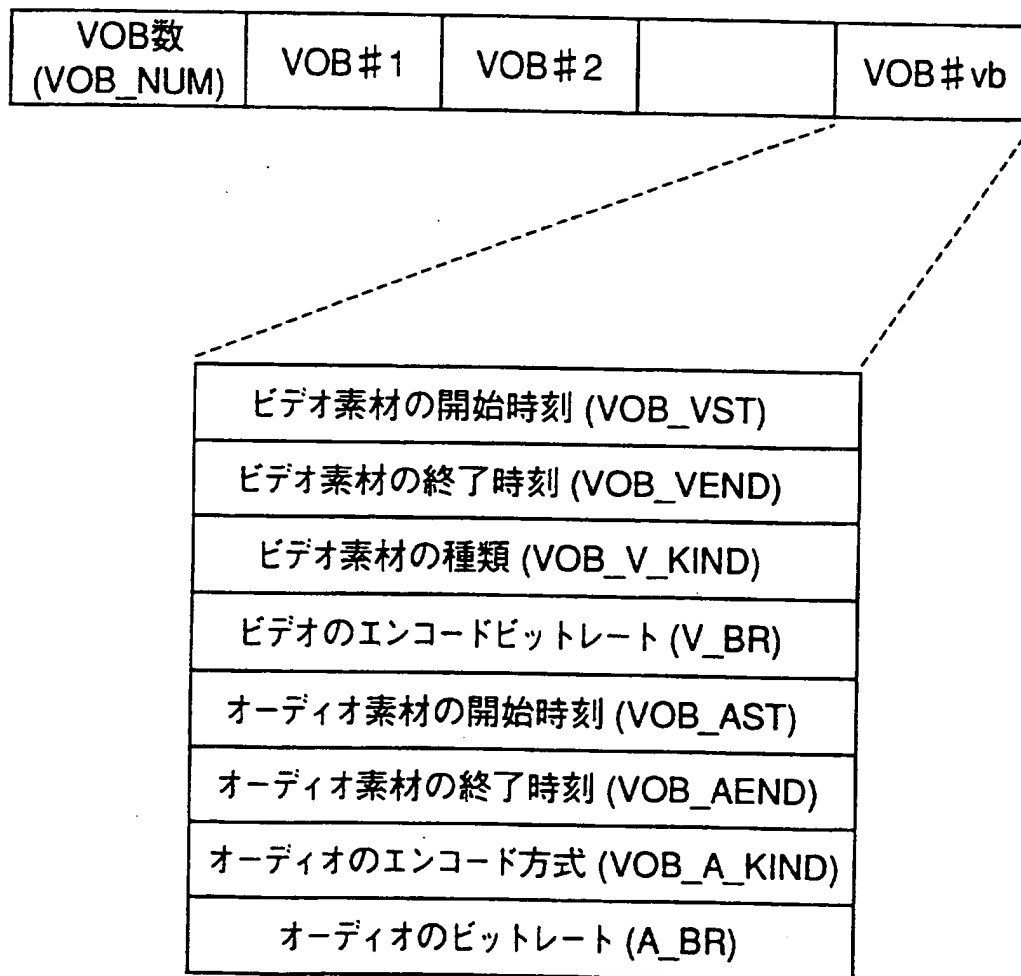 VOB数
(VOB_NUM)
VOB#1
VOB#2
VOB#vb
ビデオ素材の開始時刻 (VOB_VST)
ビデオ素材の終了時刻 (VOB_VEND)
ビデオ素材の種類 (VOB_V_KIND)
ビデオのエンコードビットレート (V_BR)
オーディオ素材の開始時刻 (VOB_AST)
オーディオ素材の終了時刻 (VOB_AEND)
オーディオのエンコード方式 (VOB_A_KIND)
オーディオのビットレート (A_BR)